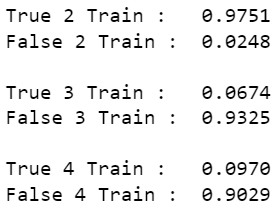 True 2 Train :   0.9751
False 2 Train :  0.0248

True 3 Train :   0.0674
False 3 Train :  0.9325

True 4 Train :   0.0970
False 4 Train :  0.9029